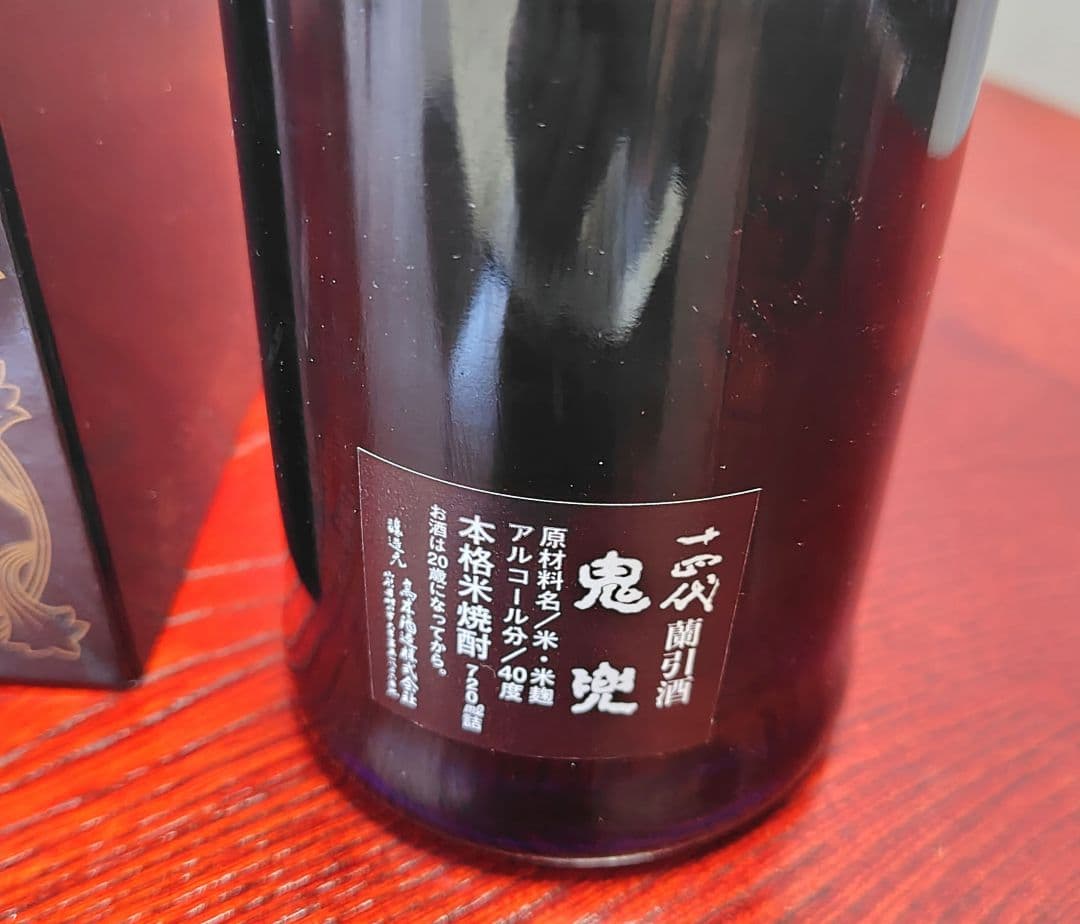 十四代 蘭引酒
鬼兜
原材料名/米・米麹
アルコール分/40度
本格米焼酎 720㎖詰
お酒は20歳になってから。
醸造元 高木酒造株式会社